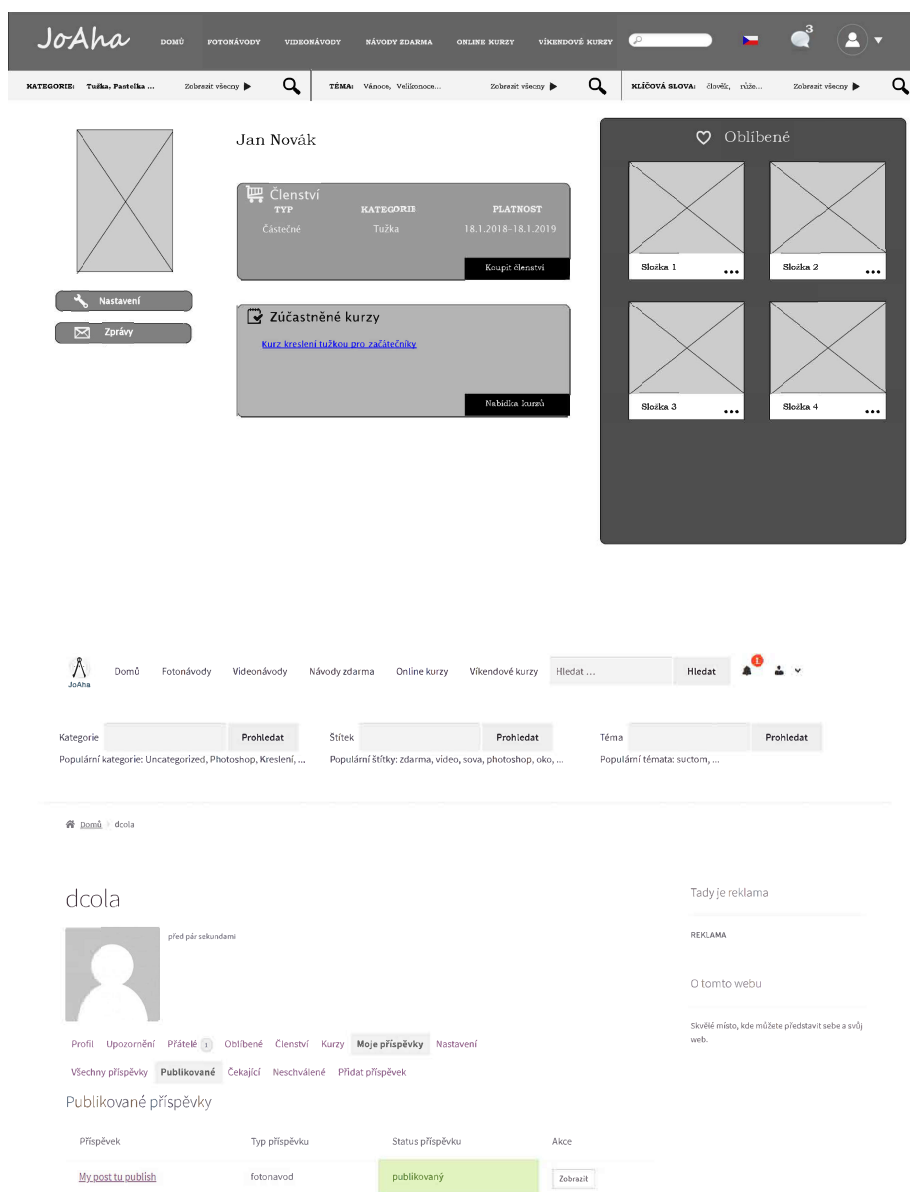 JoAha DOMŮ FOTONÁVODY VIDEONÁVODY NÁVODY ZDARMA ONLINE KURZY VÍKENDOVÉ KURZY 3
KATEGORIE: Tužka, Pastelka ... Zobrazit všecny TÉMA: Vánoce, Velikonoce... Zobrazit všecny KLÍČOVÁ SLOVA: člověk, růže... Zobrazit všecny
Jan Novák
Členství
TYP KATEGORIE PLATNOST
Částečné Tužka 18.1.2018-18.1.2019
Koupit členství
Nastavení
Zprávy
Zúčastněné kurzy
Kurz kreslení tužkou pro začátečníky
Nabídka kurzů
Oblíbené
Složka 1 ... Složka 2 ...
Složka 3 ... Složka 4 ...
JoAha Domů Fotonávody Videonávody Návody zdarma Online kurzy Víkendové kurzy Hledat ... Hledat 1
Kategorie Prohledat Štítek Prohledat Téma Prohledat
Populární kategorie: Uncategorized, Photoshop, Kreslení, ... Populární štítky: zdarma, video, sova, photoshop, oko, ... Populární témata: suctom, ...
Domů dcola
dcola
před pár sekundami
Profil Upozornění Přátelé 1 Oblíbené Členství Kurzy Moje příspěvky Nastavení
Všechny příspěvky Publikované Čekající Neschválené Přidat příspěvek
Publikované příspěvky
Příspěvek Typ příspěvku Status příspěvku Akce
My post tu publish fotonavod publikovaný Zobrazit
Tady je reklama
REKLAMA
O tomto webu
Skvělé místo, kde můžete představit sebe a svůj
web.